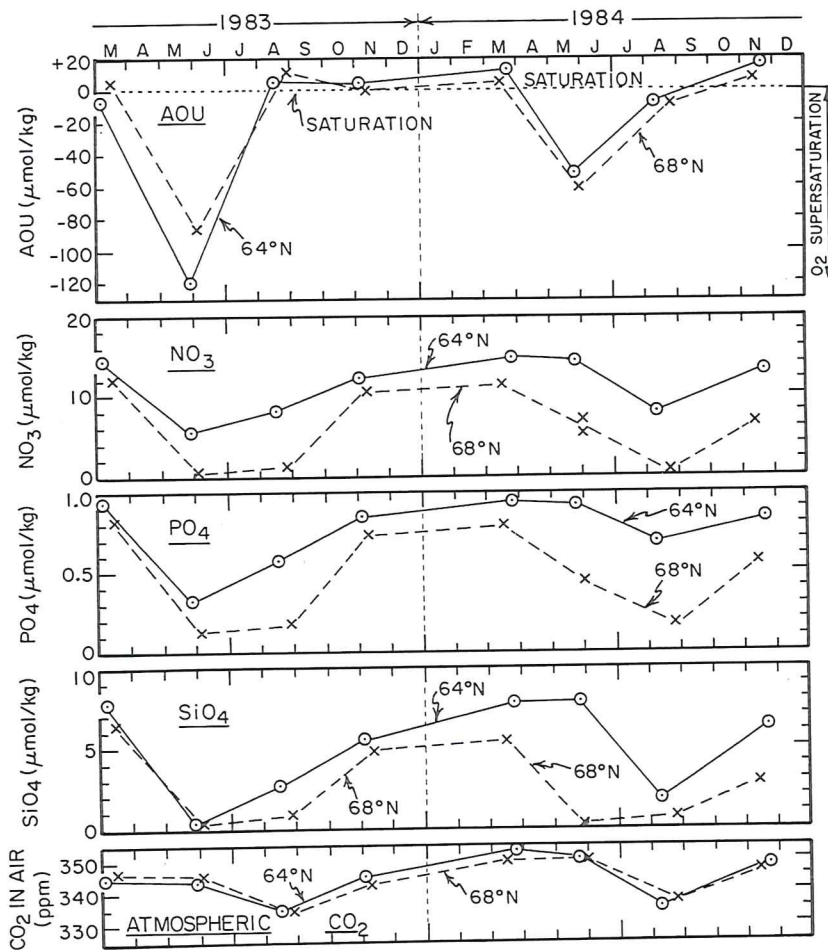 1983 1984
M A M J J A S O N D J F M A M J J A S O N D
+20
0
-20
-40
-60
-80
-100
-120
AOU (μmol/kg)
AOU
SATURATION
SATURATION
64°N
68°N
O2 SUPERSATURATION
20
10
0
NO3 (μmol/kg)
NO3
64°N
68°N
1.0
0.5
0
PO4 (μmol/kg)
PO4
64°N
68°N
10
5
0
SiO4 (μmol/kg)
SiO4
64°N
68°N
68°N
350
340
330
CO2 IN AIR
(ppm)
64°N
68°N
ATMOSPHERIC CO2